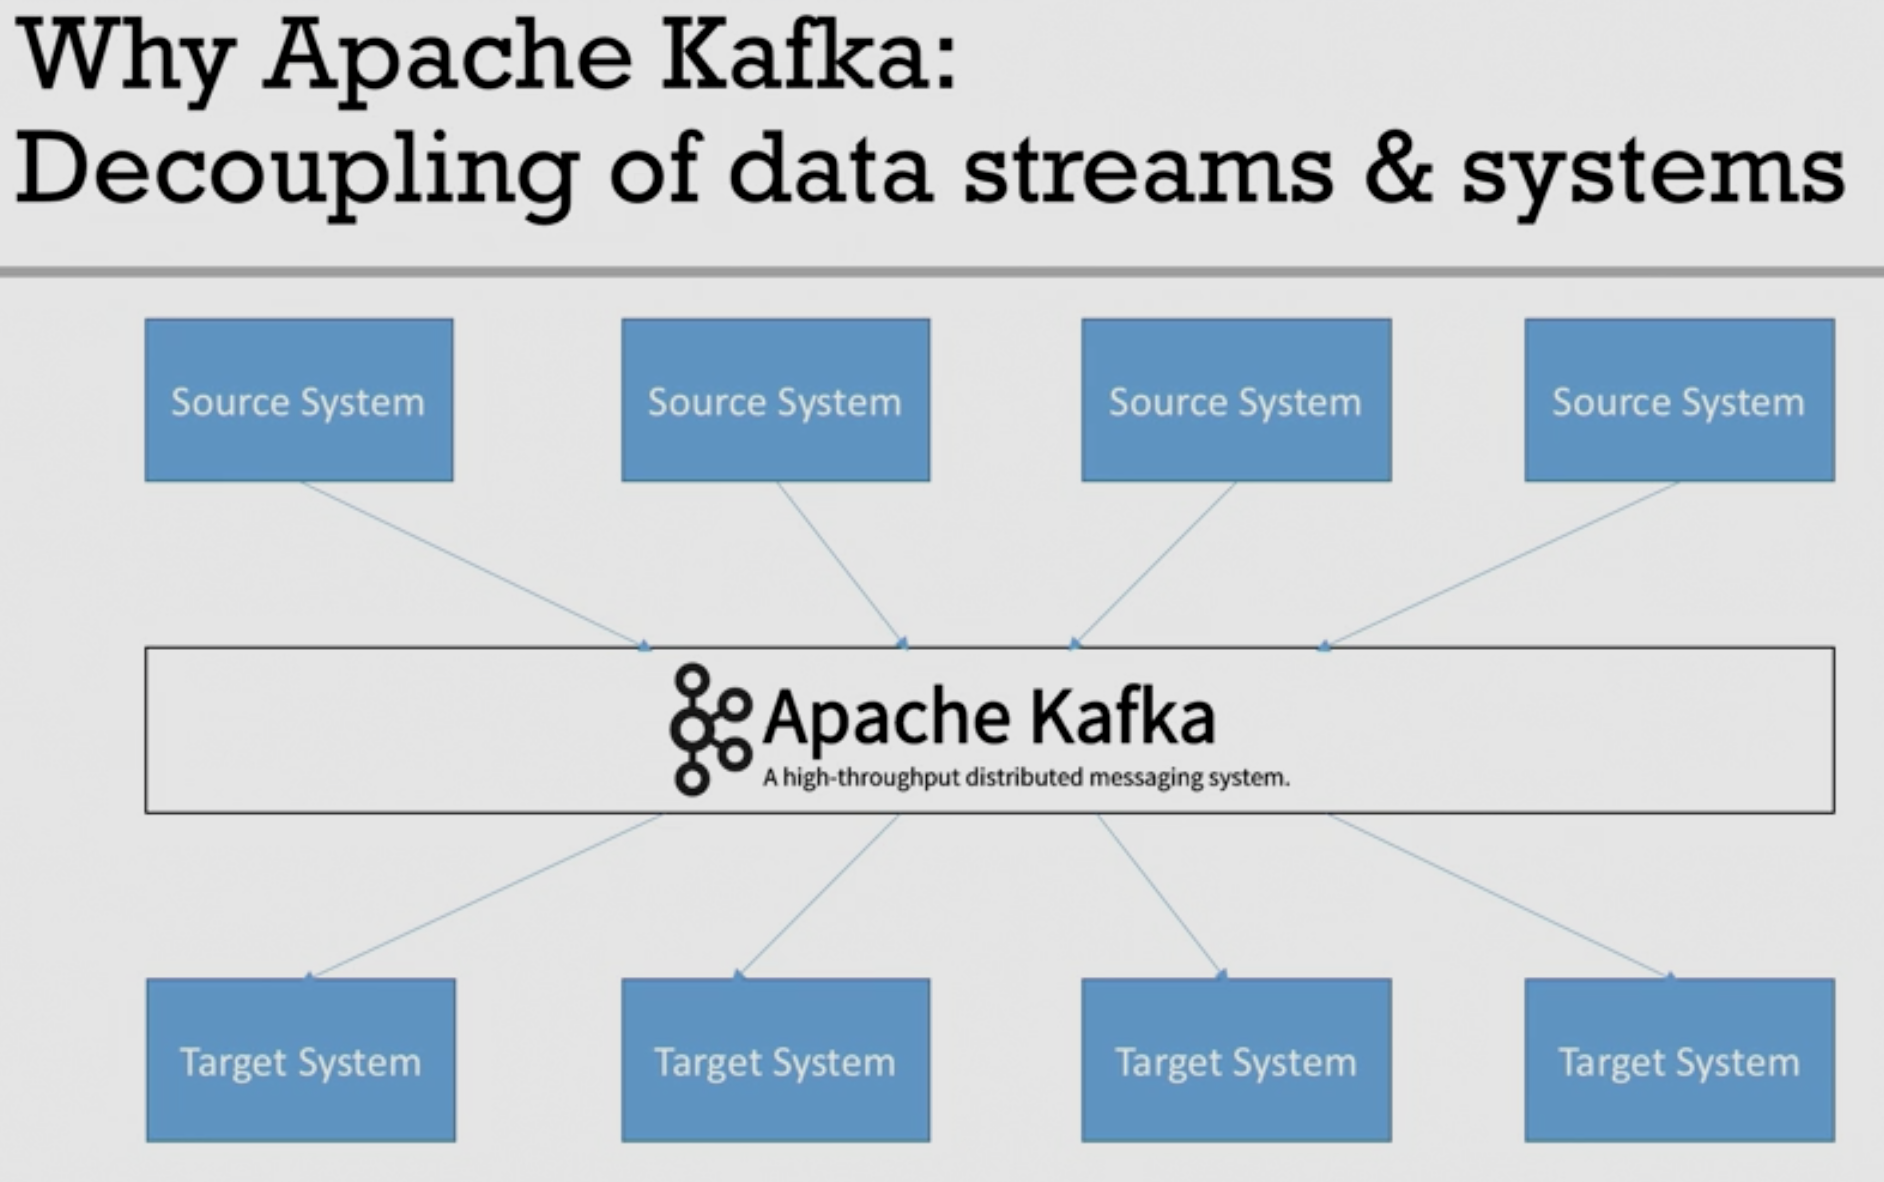 Why Apache Kafka:
Decoupling of data streams & systems
Source System
Source System
Source System
Source System
Apache Kafka
A high-throughput distributed messaging system.
Target System
Target System
Target System
Target System